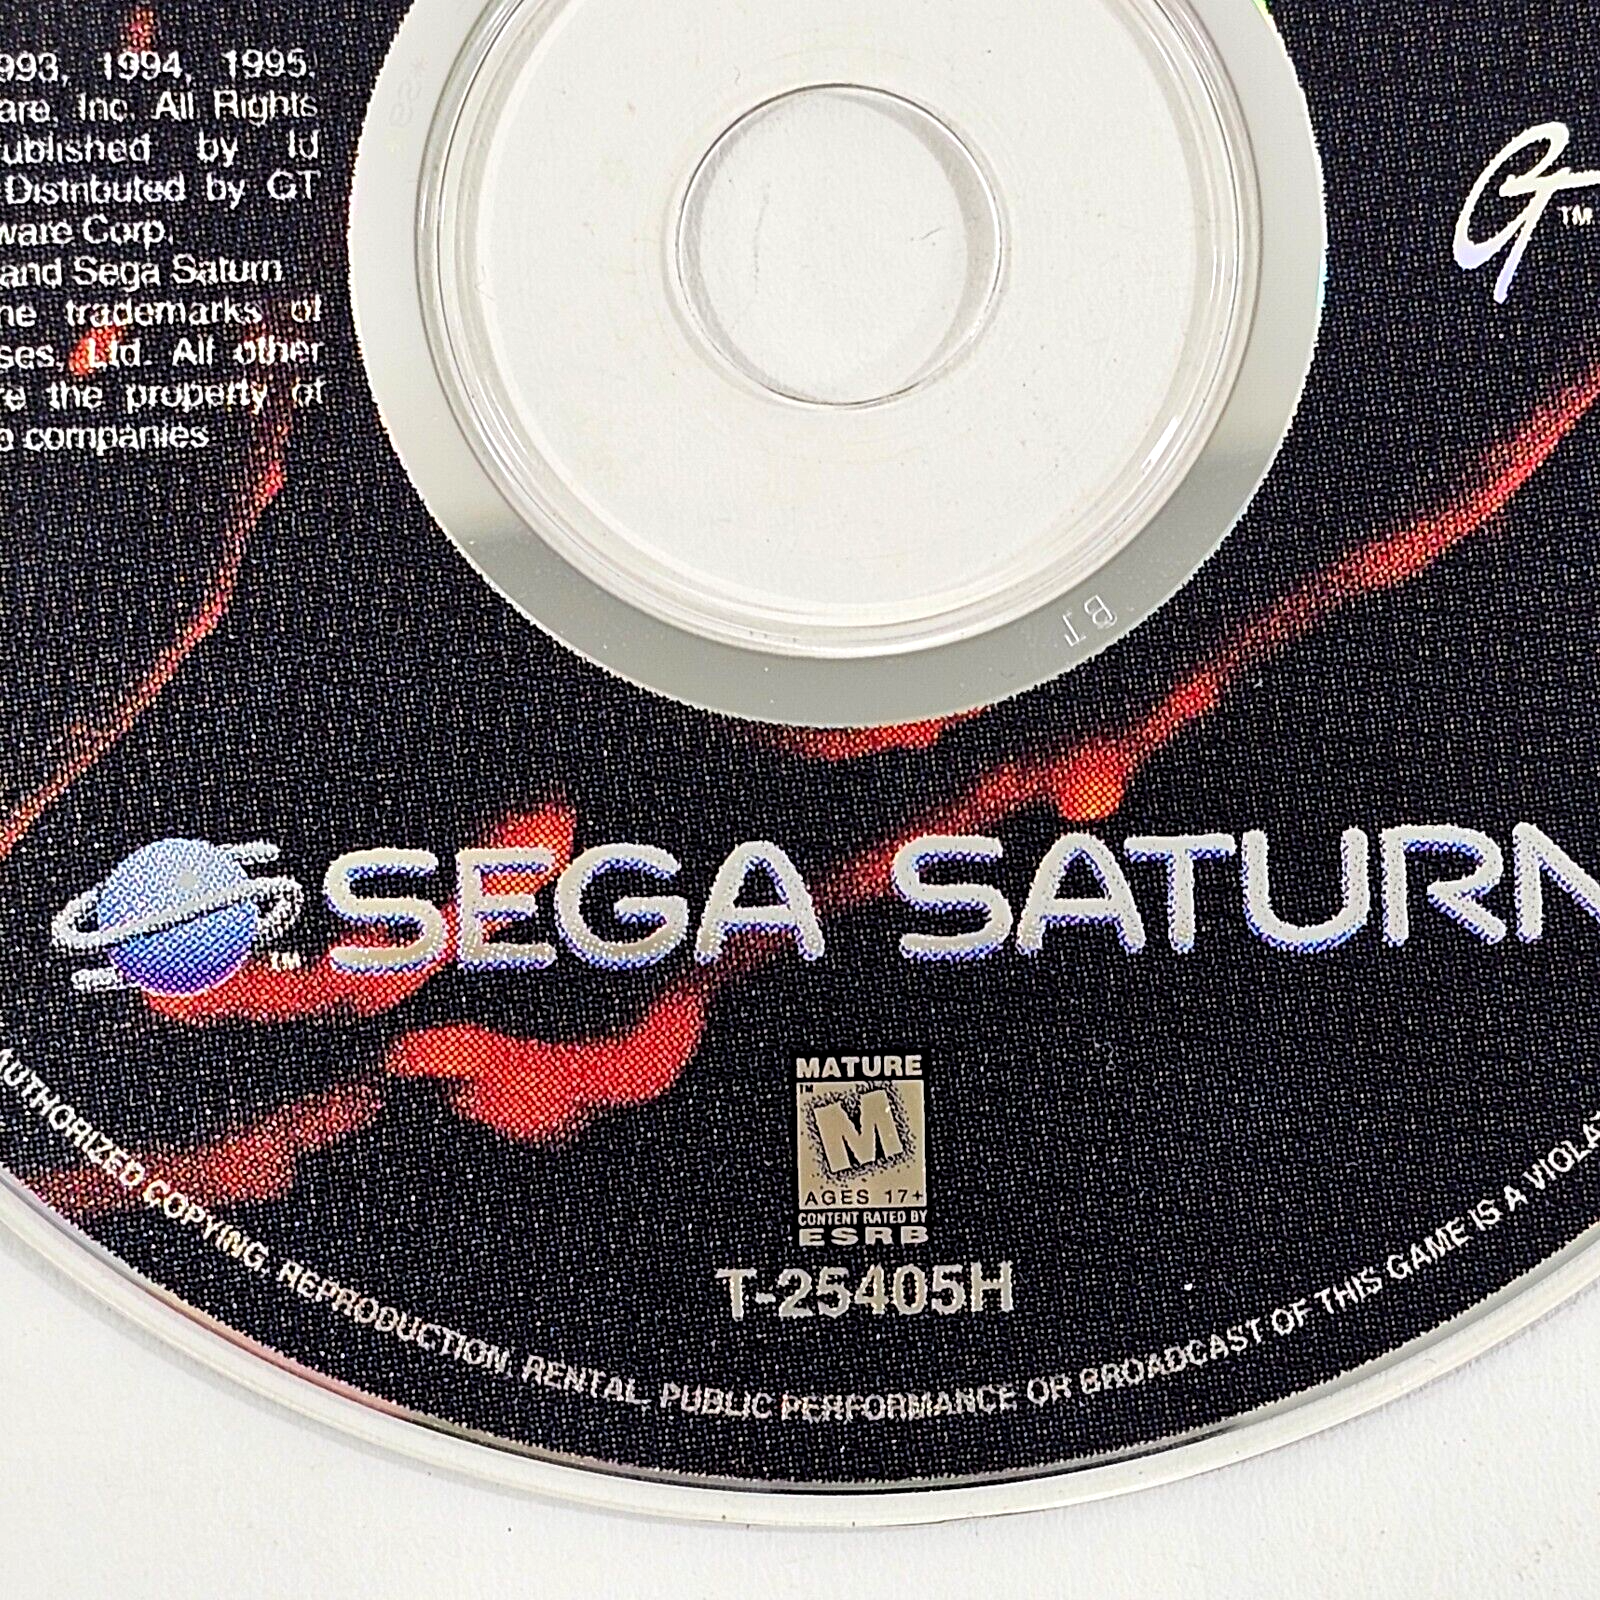 993, 1994, 1995.
are, Inc. All Rights
ublished by Id
Distributed by GT
ware Corp.
and Sega Saturn
he trademarks of
ses, Ltd. All other
re the property of
companies
GT™
SEGA SATURN
™
MATURE
™
M
AGES 17+
CONTENT RATED BY
ESRB
T-25405H
AUTHORIZED COPYING, REPRODUCTION, RENTAL, PUBLIC PERFORMANCE OR BROADCAST OF THIS GAME IS A VIOLA